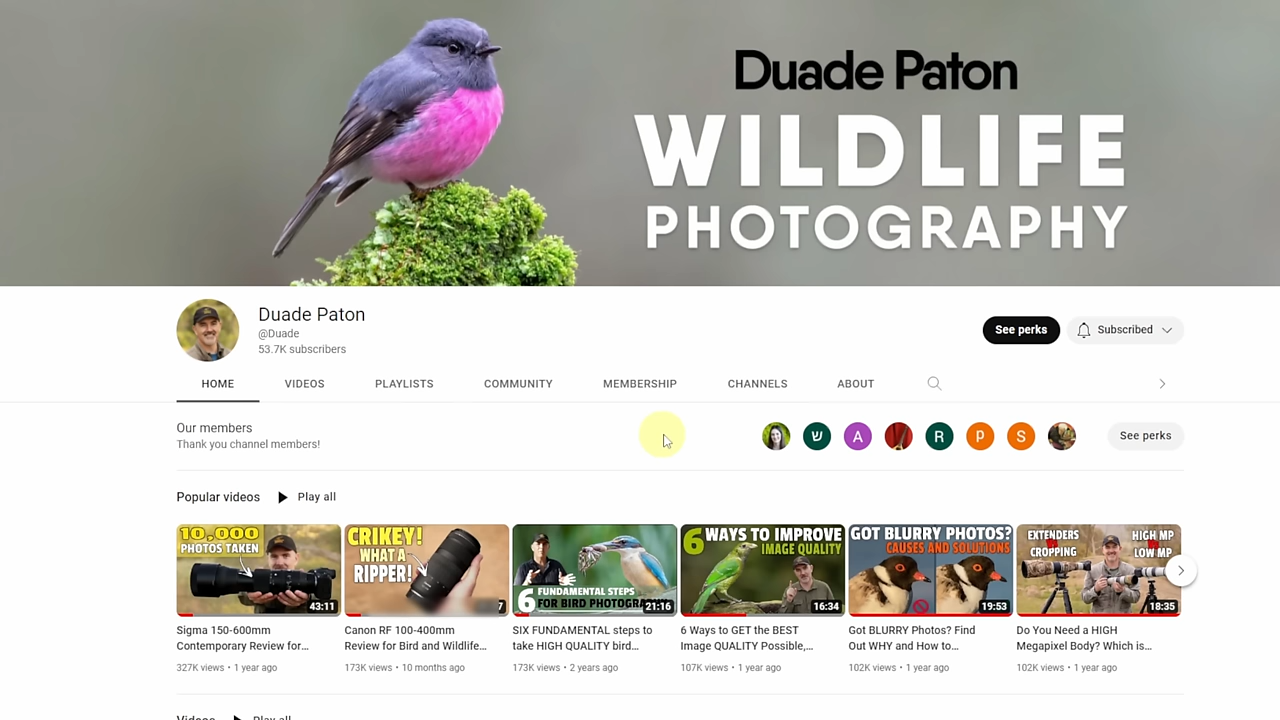 Duade Paton
WILDLIFE
PHOTOGRAPHY
Duade Paton
@Duade
53.7K subscribers
See perks
Subscribed
HOME
VIDEOS
PLAYLISTS
COMMUNITY
MEMBERSHIP
CHANNELS
ABOUT
Our members
Thank you channel members!
ש
A
R
p
S
See perks
Popular videos
Play all
10,000
PHOTOS TAKEN
43:11
Sigma 150-600mm
Contemporary Review for...
327K views • 1 year ago
CRIKEY!
WHAT A
RIPPER!
7
Canon RF 100-400mm
Review for Bird and Wildlife...
173K views • 10 months ago
6 FUNDAMENTAL STEPS
FOR BIRD PHOTOGRAPHY
21:16
SIX FUNDAMENTAL steps to
take HIGH QUALITY bird...
173K views • 2 years ago
6 WAYS TO IMPROVE
IMAGE QUALITY
16:34
6 Ways to GET the BEST
Image QUALITY Possible,...
107K views • 1 year ago
GOT BLURRY PHOTOS?
CAUSES AND SOLUTIONS
19:53
Got BLURRY Photos? Find
Out WHY and How to...
102K views • 1 year ago
EXTENDERS
or
CROPPING
HIGH MP
or
LOW MP
18:35
Do You Need a HIGH
Megapixel Body? Which is...
102K views • 1 year ago
Videos
Play all